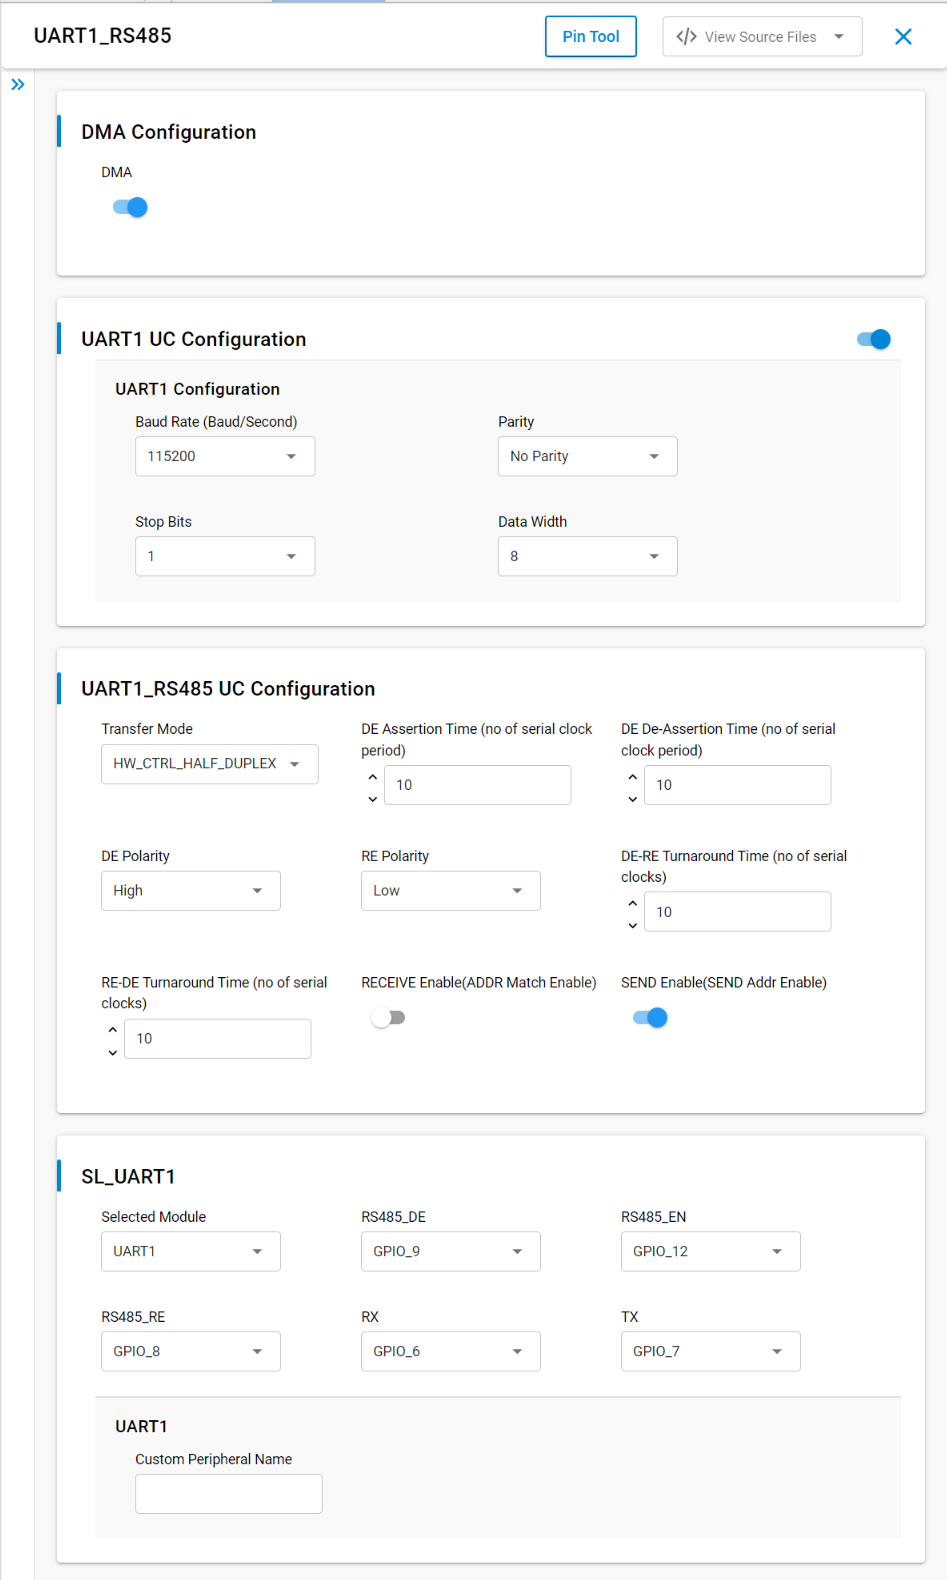 UART1_RS485
Pin Tool
</> View Source Files
DMA Configuration
DMA
UART1 UC Configuration
UART1 Configuration
Baud Rate (Baud/Second)
Parity
115200
No Parity
Stop Bits
Data Width
1
8
UART1_RS485 UC Configuration
Transfer Mode
HW_CTRL_HALF_DUPLEX
DE Assertion Time (no of serial clock
period)
10
DE De-Assertion Time (no of serial
clock period)
10
DE Polarity
High
RE Polarity
Low
DE-RE Turnaround Time (no of serial
clocks)
10
RE-DE Turnaround Time (no of serial
clocks)
10
RECEIVE Enable(ADDR Match Enable)
SEND Enable(SEND Addr Enable)
SL_UART1
Selected Module
RS485_DE
RS485_EN
UART1
GPIO_9
GPIO_12
RS485_RE
RX
TX
GPIO_8
GPIO_6
GPIO_7
UART1
Custom Peripheral Name